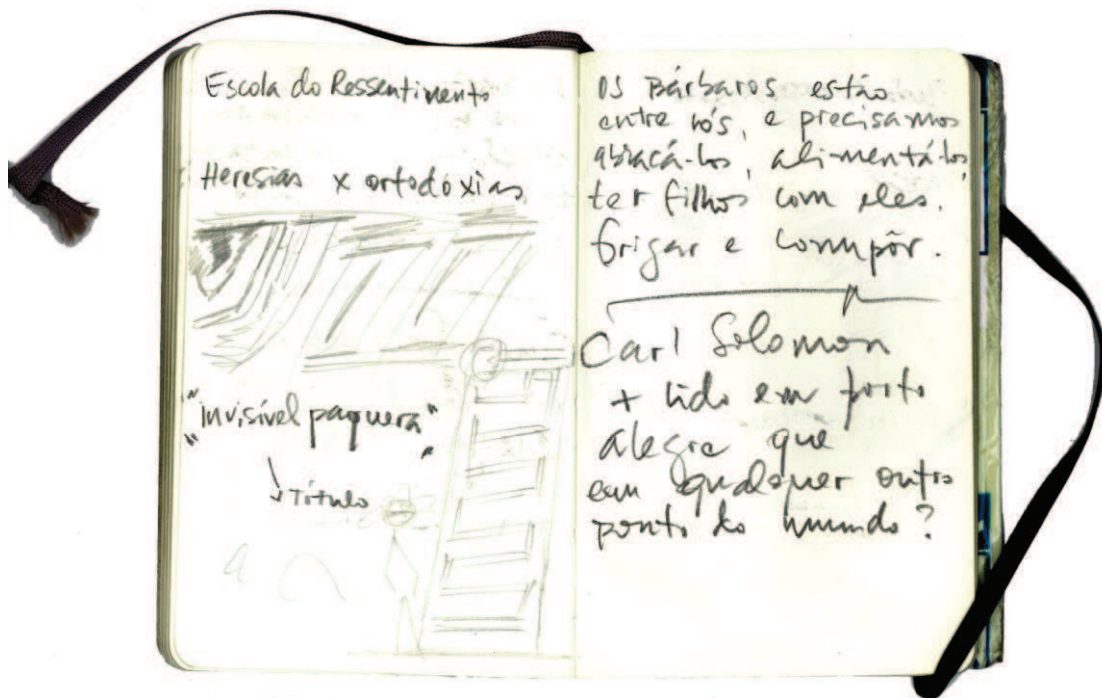 Escola do Ressentimento
Heresias x ortodoxias
"invisível paquera"
Título
Os Bárbaros estão
entre nós, e precisamos
abraçá-los, alimentá-los,
ter filhos com eles.
Brigar e compôr.
Carl Solomon
+ lido em porto
alegre que
em qualquer outro
ponto do mundo?